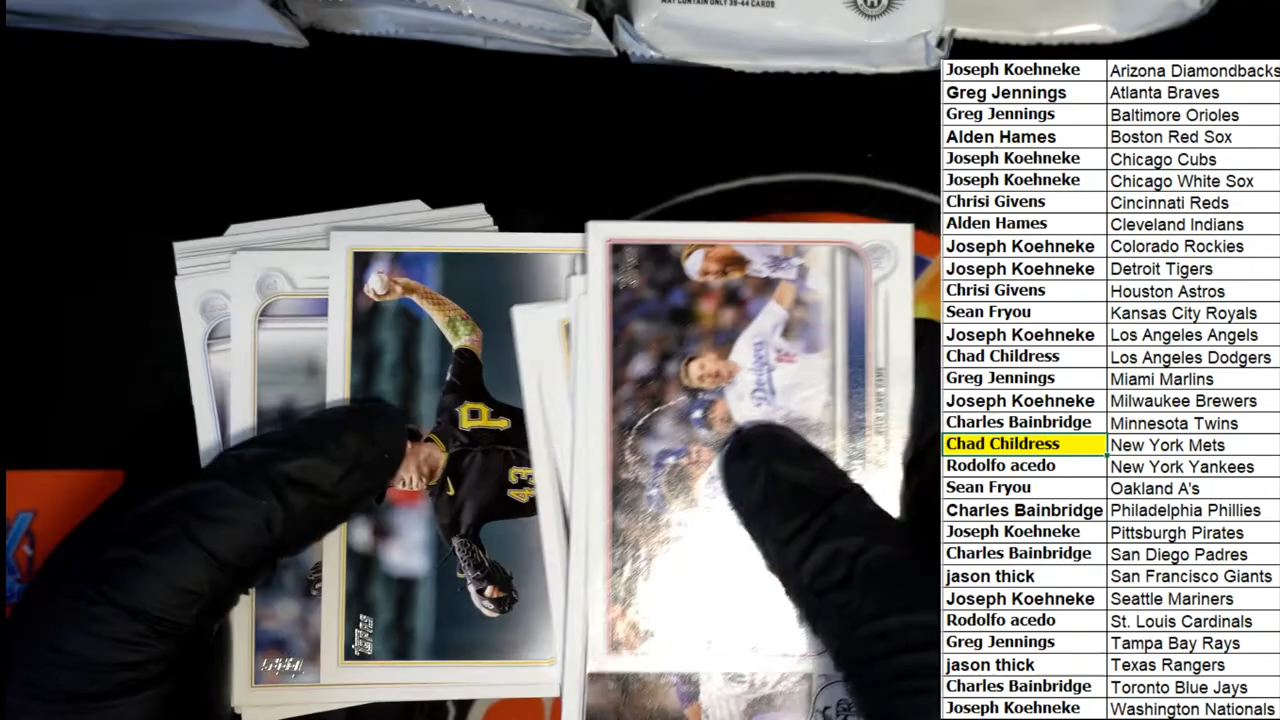 MAY CONTAIN ONLY 39-44 CARDS
Joseph Koehneke Arizona Diamondbacks
Greg Jennings Atlanta Braves
Greg Jennings Baltimore Orioles
Alden Hames Boston Red Sox
Joseph Koehneke Chicago Cubs
Joseph Koehneke Chicago White Sox
Chrisi Givens Cincinnati Reds
Alden Hames Cleveland Indians
Joseph Koehneke Colorado Rockies
Joseph Koehneke Detroit Tigers
Chrisi Givens Houston Astros
Sean Fryou Kansas City Royals
Joseph Koehneke Los Angeles Angels
Chad Childress Los Angeles Dodgers
Greg Jennings Miami Marlins
Joseph Koehneke Milwaukee Brewers
Charles Bainbridge Minnesota Twins
Chad Childress New York Mets
Rodolfo acedo New York Yankees
Sean Fryou Oakland A's
Charles Bainbridge Philadelphia Phillies
Joseph Koehneke Pittsburgh Pirates
Charles Bainbridge San Diego Padres
jason thick San Francisco Giants
Joseph Koehneke Seattle Mariners
Rodolfo acedo St. Louis Cardinals
Greg Jennings Tampa Bay Rays
jason thick Texas Rangers
Charles Bainbridge Toronto Blue Jays
Joseph Koehneke Washington Nationals
P
43
Topps
Dodgers